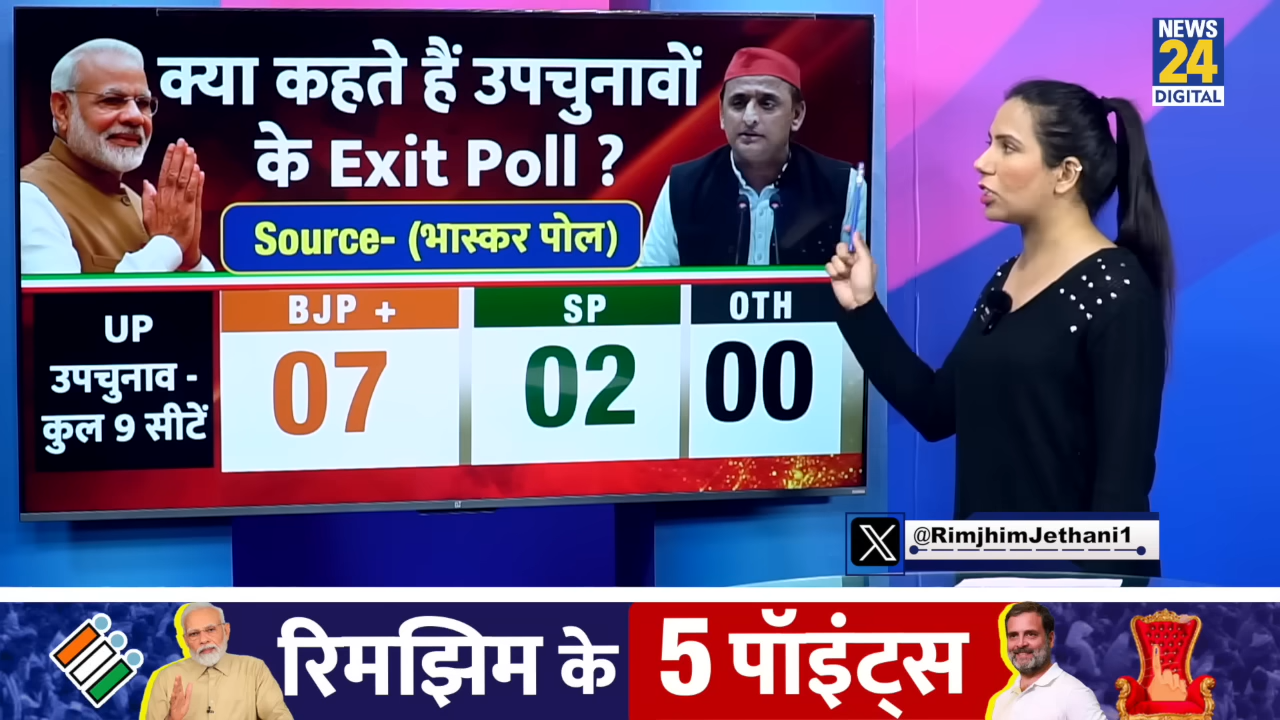 क्या कहते हैं उपचुनावों
के Exit Poll ?
Source- (भास्कर पोल)
UP
उपचुनाव -
कुल 9 सीटें
BJP +
07
SP
02
OTH
00
NEWS
24
DIGITAL
@RimjhimJethani1
रिमझिम के 5 पॉइंट्स